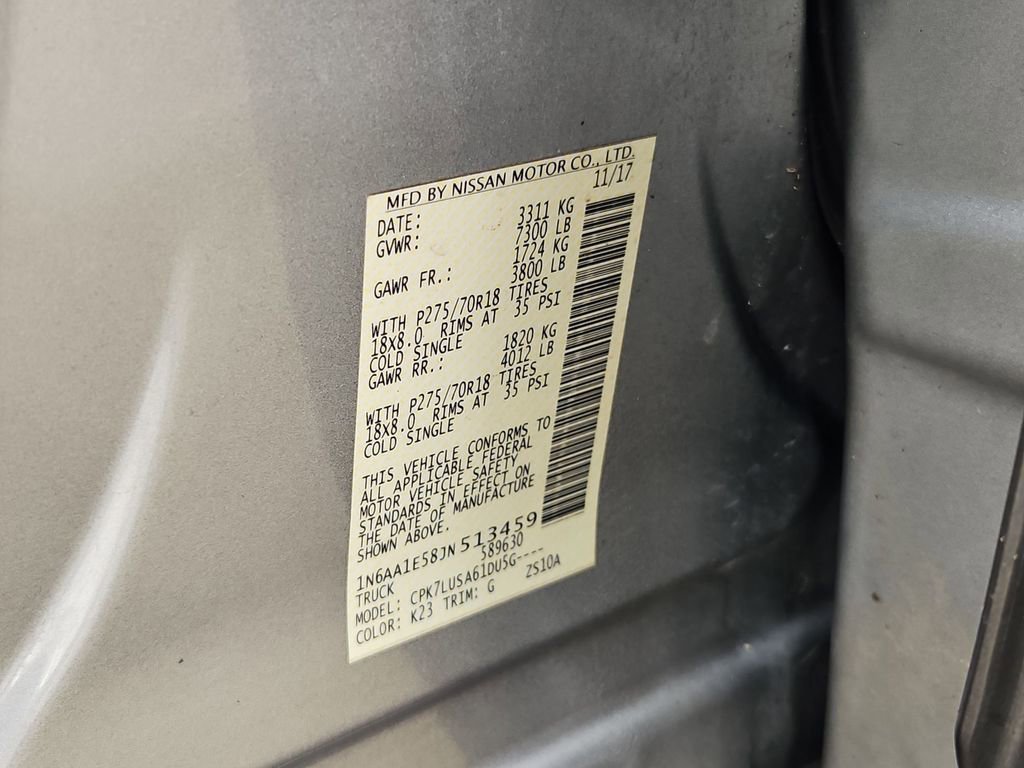 MFD BY NISSAN MOTOR CO., LTD.
DATE: 11/17
GVWR: 3311 KG
7300 LB
GAWR FR.: 1724 KG
3800 LB
WITH P275/70R18 TIRES
18X8.0 RIMS AT 35 PSI
COLD SINGLE
GAWR RR.: 1820 KG
4012 LB
WITH P275/70R18 TIRES
18X8.0 RIMS AT 35 PSI
COLD SINGLE
THIS VEHICLE CONFORMS TO
ALL APPLICABLE FEDERAL
MOTOR VEHICLE SAFETY
STANDARDS IN EFFECT ON
THE DATE OF MANUFACTURE
SHOWN ABOVE.
1N6AA1E58JN513459
TRUCK 589630
MODEL: CPK7LUSA61DU5G----
COLOR: K23 TRIM: G ZS10A